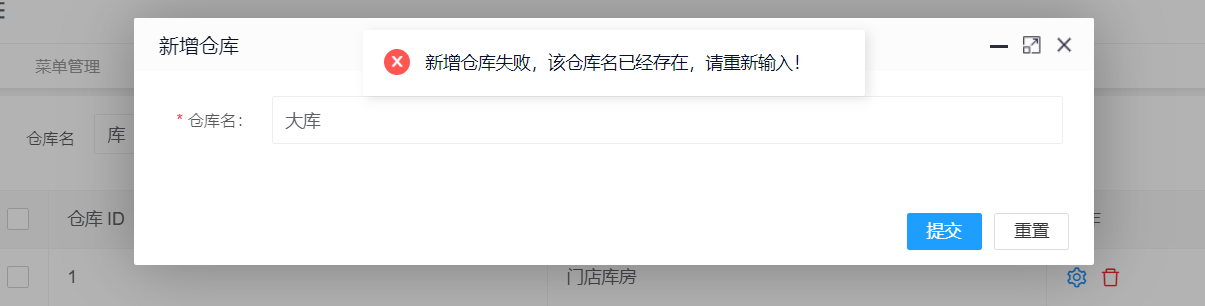 新增仓库
新增仓库失败，该仓库名已经存在，请重新输入！
菜单管理
* 仓库名：
大库
仓库名
库
提交
重置
仓库 ID
作
1
门店库房